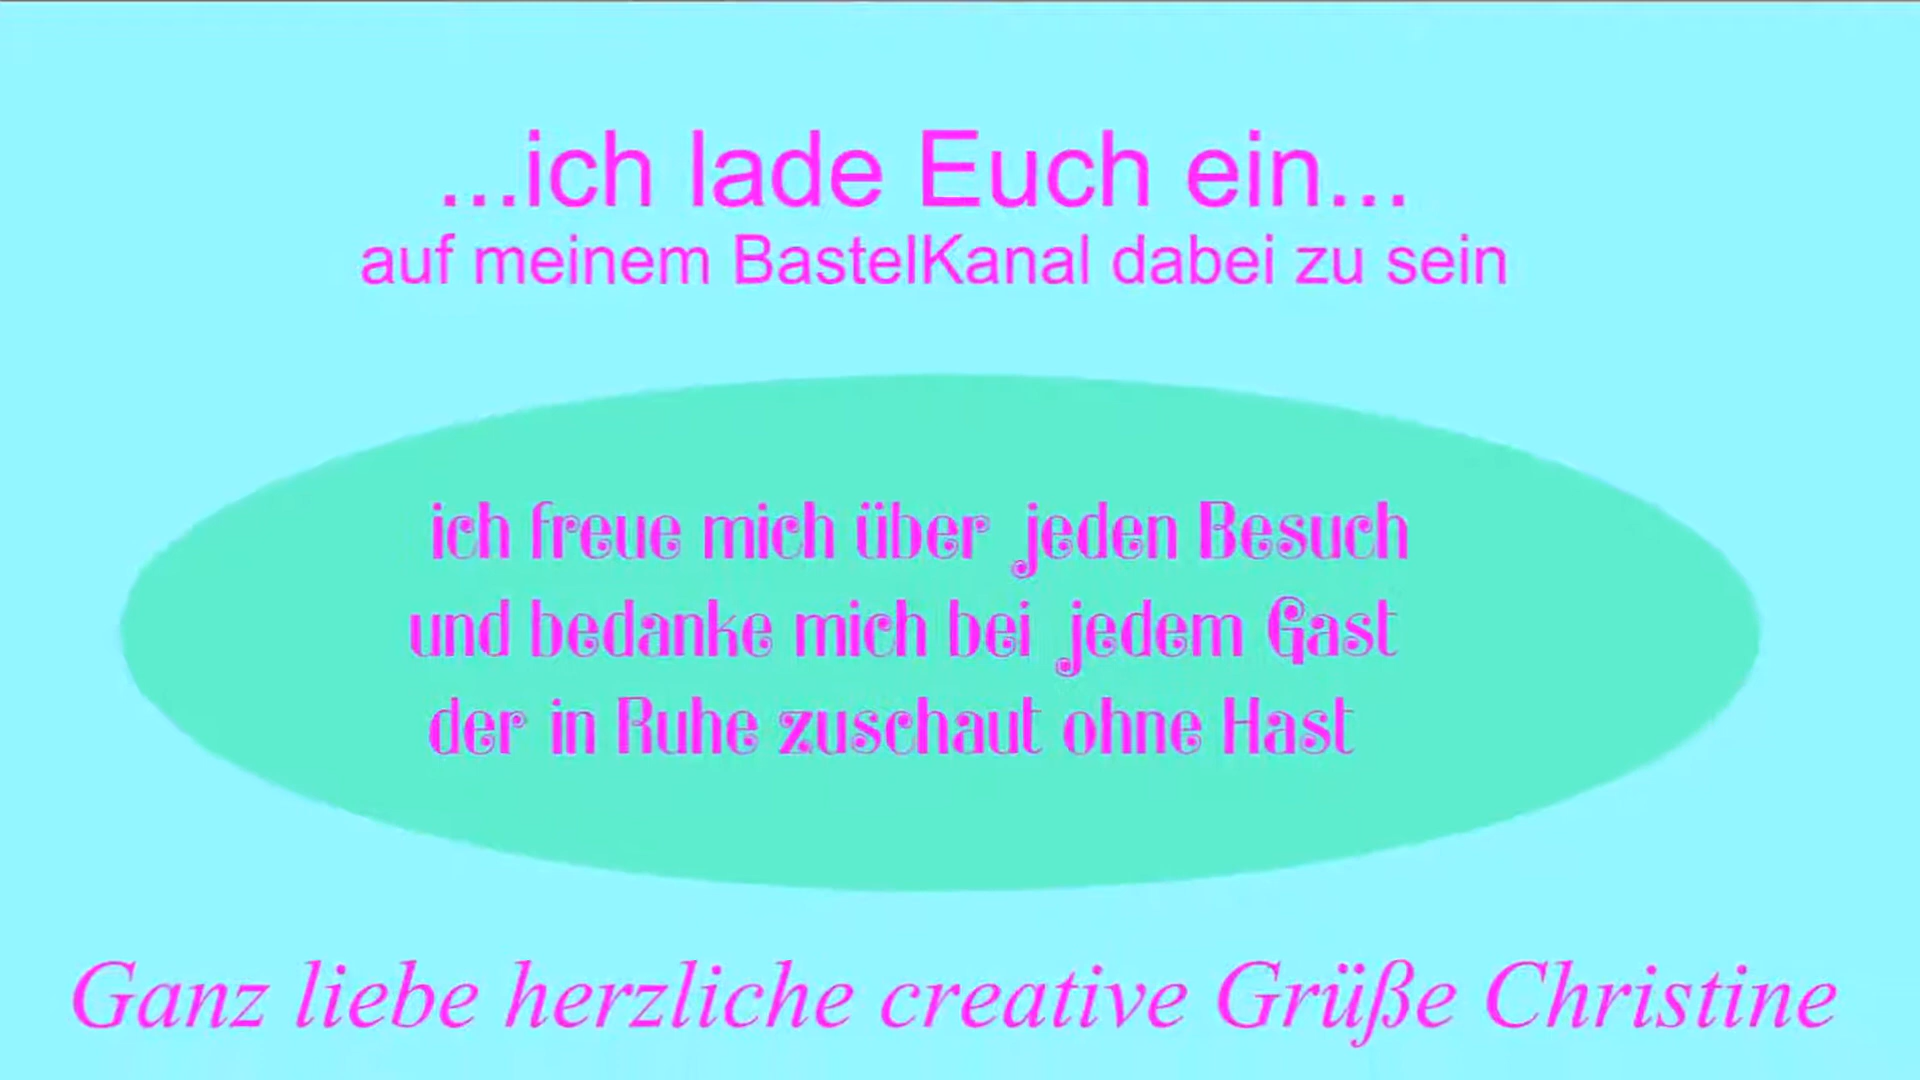 ...ich lade Euch ein...
auf meinem BastelKanal dabei zu sein
ich freue mich über jeden Besuch
und bedanke mich bei jedem Gast
der in Ruhe zuschaut ohne Hast
Ganz liebe herzliche creative Grüße Christine